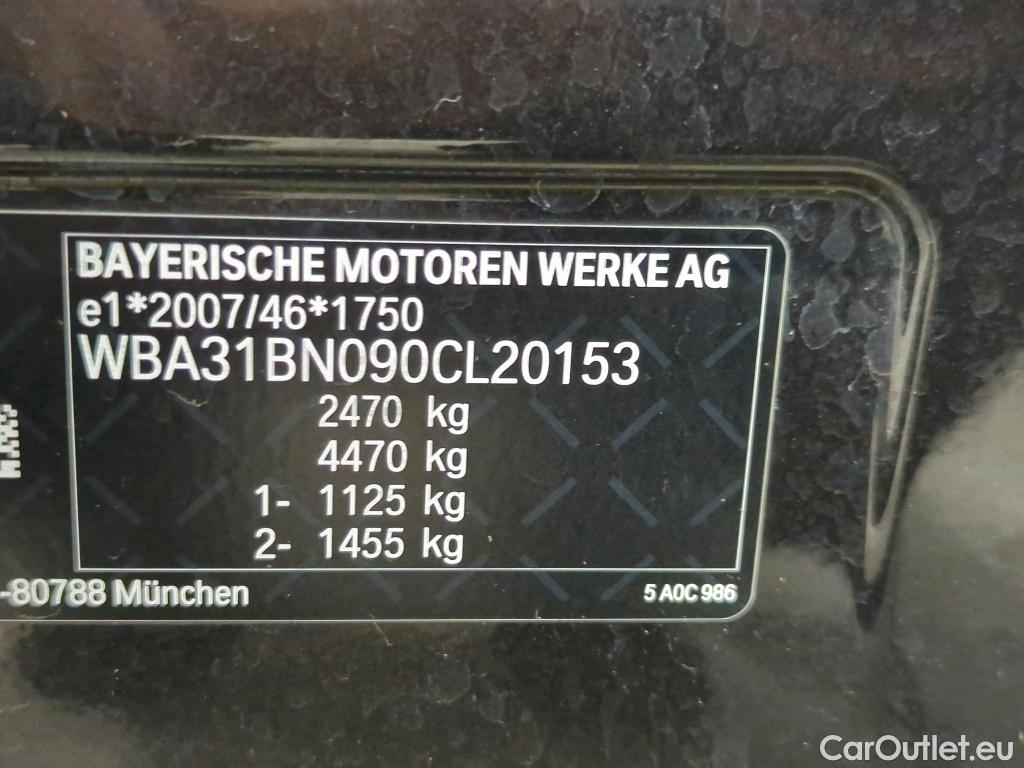 BAYERISCHE MOTOREN WERKE AG
e1*2007/46*1750
WBA31BN090CL20153
2470 kg
4470 kg
1- 1125 kg
2- 1455 kg
-80788 München
5 A0C 986
CarOutlet.eu